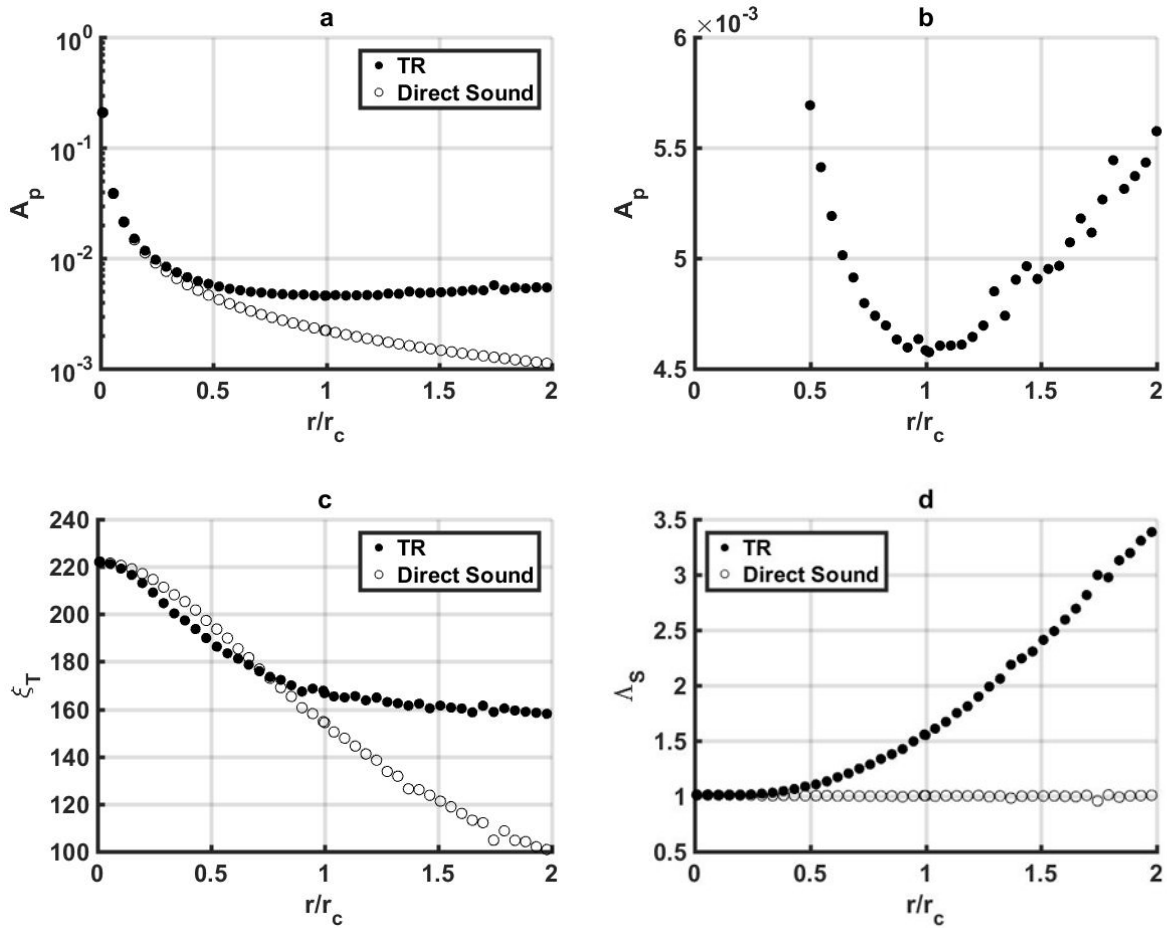 a
10^0
10^-1
10^-2
10^-3
A_p
TR
Direct Sound
0 0.5 1 1.5 2
r/r_c
b
×10^-3
6
5.5
5
4.5
A_p
0 0.5 1 1.5 2
r/r_c
c
240
220
200
180
160
140
120
100
ξ_T
TR
Direct Sound
0 0.5 1 1.5 2
r/r_c
d
3.5
3
2.5
2
1.5
1
0.5
Λ_S
TR
Direct Sound
0 0.5 1 1.5 2
r/r_c